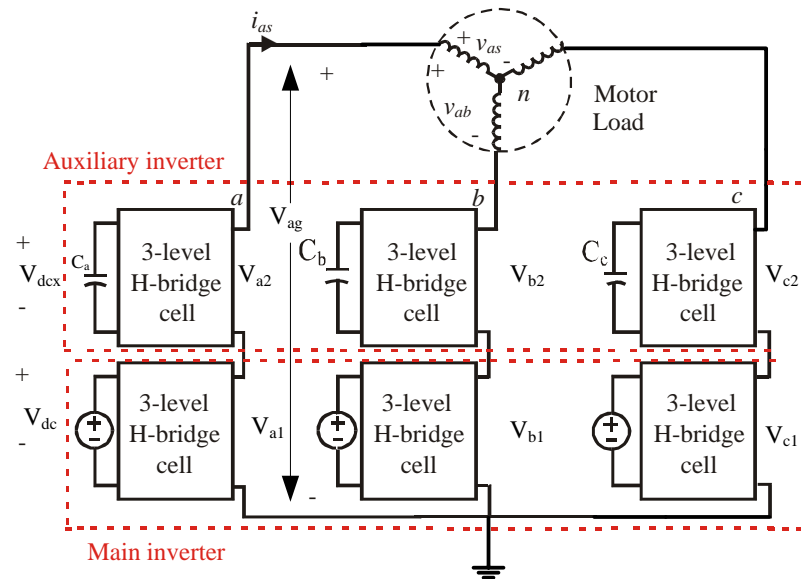 i_as
+ v_as -
+
+
n
v_ab
-
Motor
Load
Auxiliary inverter
a
b
c
V_ag
+
V_dcx
-
C_a
3-level
H-bridge
cell
V_a2
C_b
3-level
H-bridge
cell
V_b2
C_c
3-level
H-bridge
cell
V_c2
+
V_dc
-
+
-
3-level
H-bridge
cell
V_a1
+
-
3-level
H-bridge
cell
V_b1
+
-
3-level
H-bridge
cell
V_c1
-
Main inverter